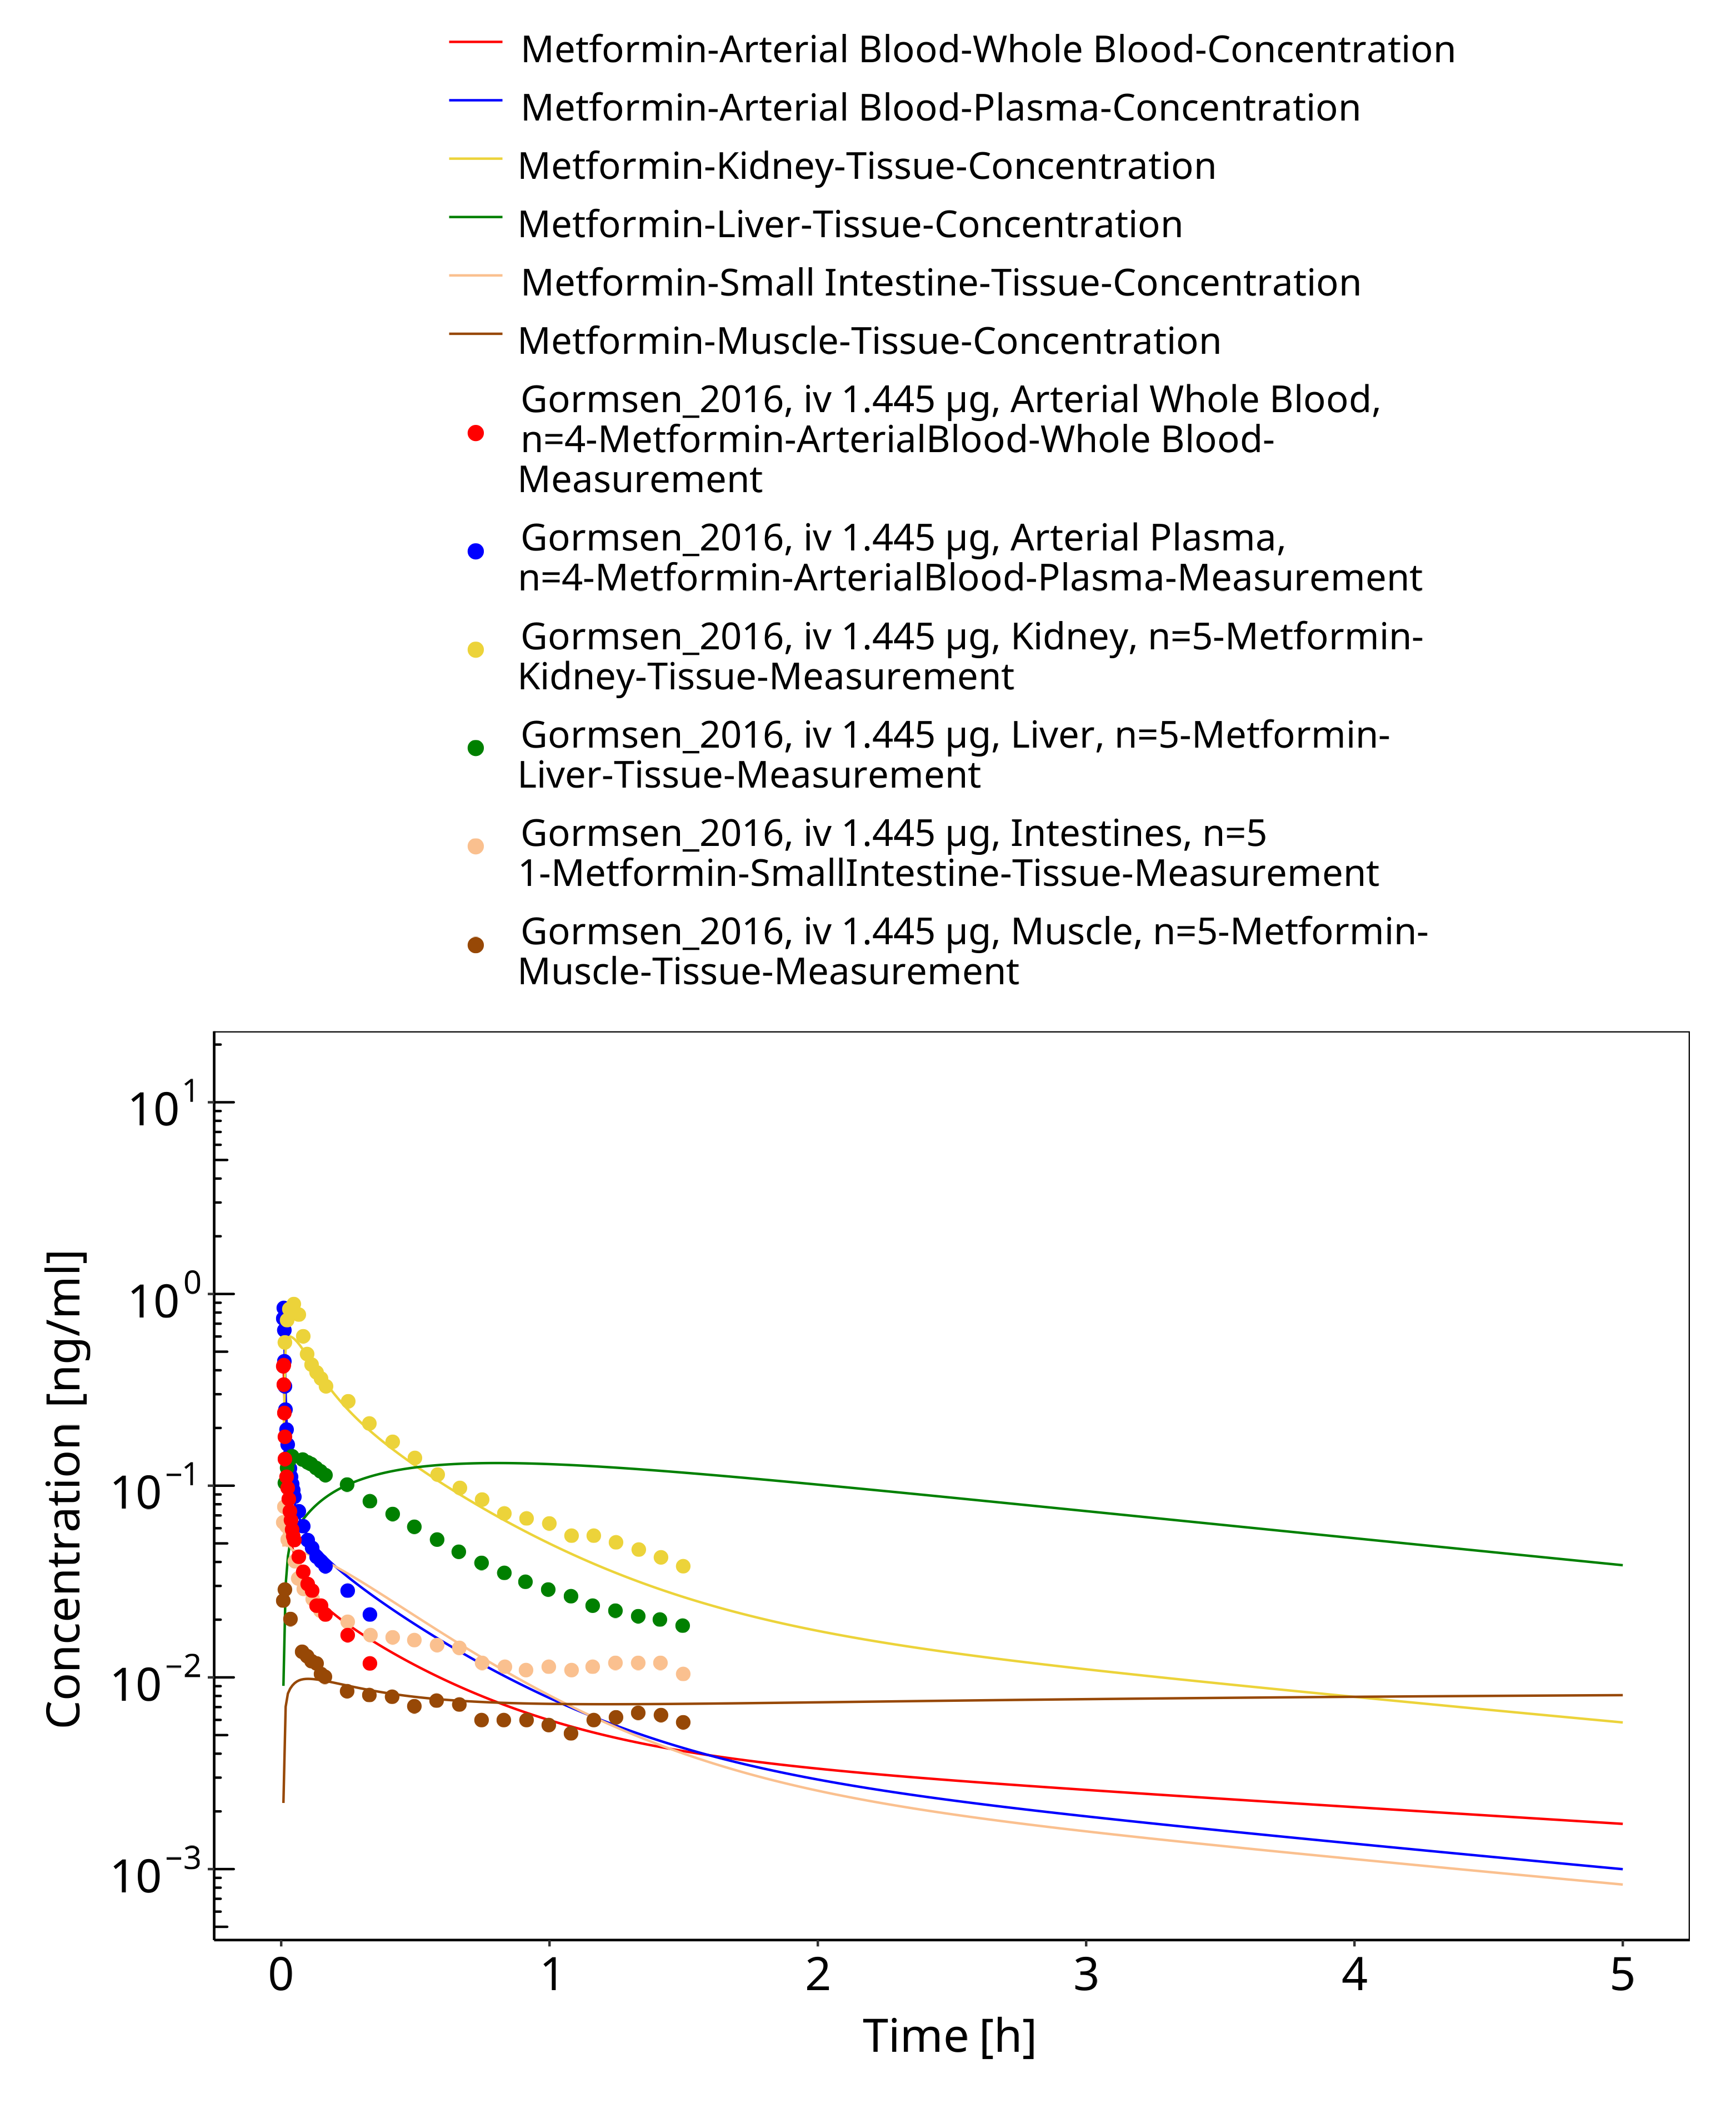 Metformin-Arterial Blood-Whole Blood-Concentration
Metformin-Arterial Blood-Plasma-Concentration
Metformin-Kidney-Tissue-Concentration
Metformin-Liver-Tissue-Concentration
Metformin-Small Intestine-Tissue-Concentration
Metformin-Muscle-Tissue-Concentration
Gormsen_2016, iv 1.445 µg, Arterial Whole Blood,
n=4-Metformin-ArterialBlood-Whole Blood-
Measurement
Gormsen_2016, iv 1.445 µg, Arterial Plasma,
n=4-Metformin-ArterialBlood-Plasma-Measurement
Gormsen_2016, iv 1.445 µg, Kidney, n=5-Metformin-
Kidney-Tissue-Measurement
Gormsen_2016, iv 1.445 µg, Liver, n=5-Metformin-
Liver-Tissue-Measurement
Gormsen_2016, iv 1.445 µg, Intestines, n=5
1-Metformin-SmallIntestine-Tissue-Measurement
Gormsen_2016, iv 1.445 µg, Muscle, n=5-Metformin-
Muscle-Tissue-Measurement
Concentration [ng/ml]
10¹
10⁰
10⁻¹
10⁻²
10⁻³
0 1 2 3 4 5
Time [h]